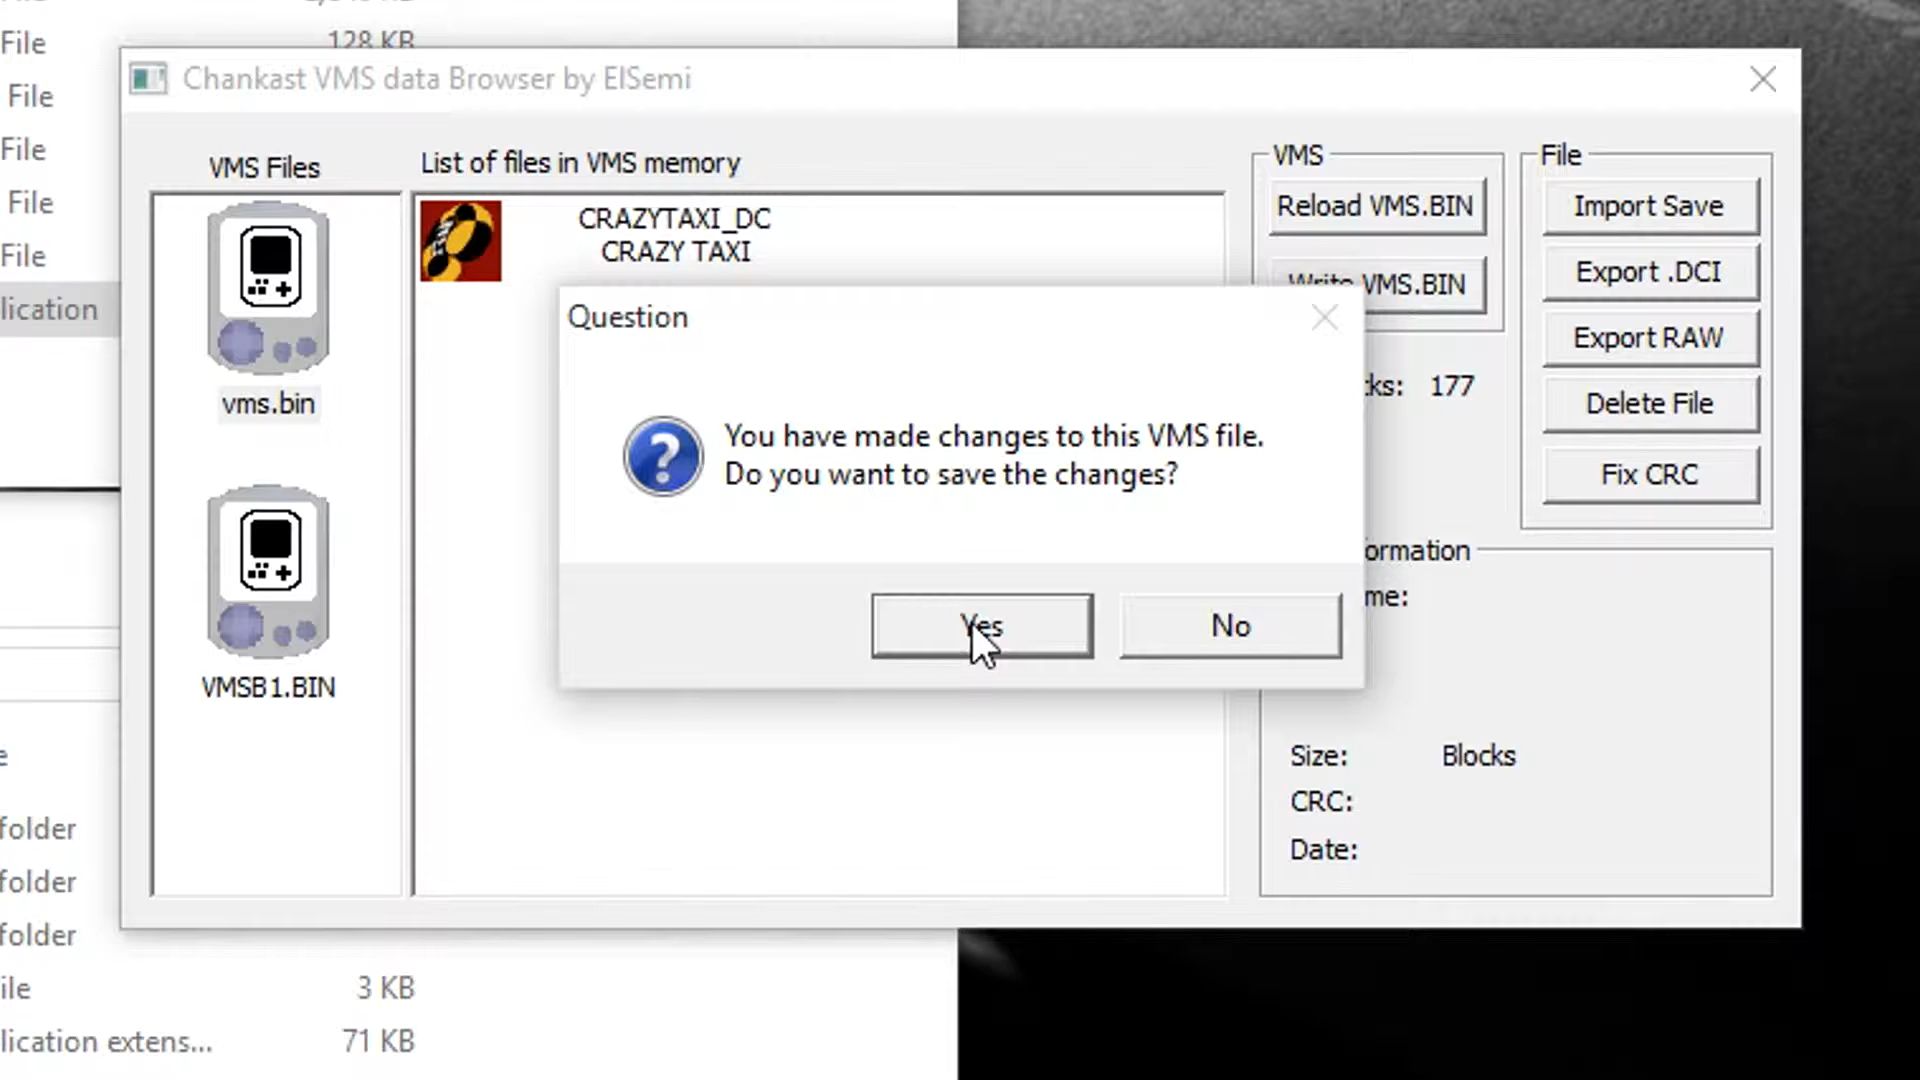 File
128 KB
File
File
File
File
lication
folder
folder
folder
ile
3 KB
lication extens...
71 KB
Chankast VMS data Browser by ElSemi
VMS Files
vms.bin
VMSB1.BIN
List of files in VMS memory
CRAZYTAXI_DC
CRAZY TAXI
VMS
Reload VMS.BIN
Write VMS.BIN
ks: 177
File
Import Save
Export .DCI
Export RAW
Delete File
Fix CRC
ormation
me:
Size: Blocks
CRC:
Date:
Question
You have made changes to this VMS file.
Do you want to save the changes?
Yes
No